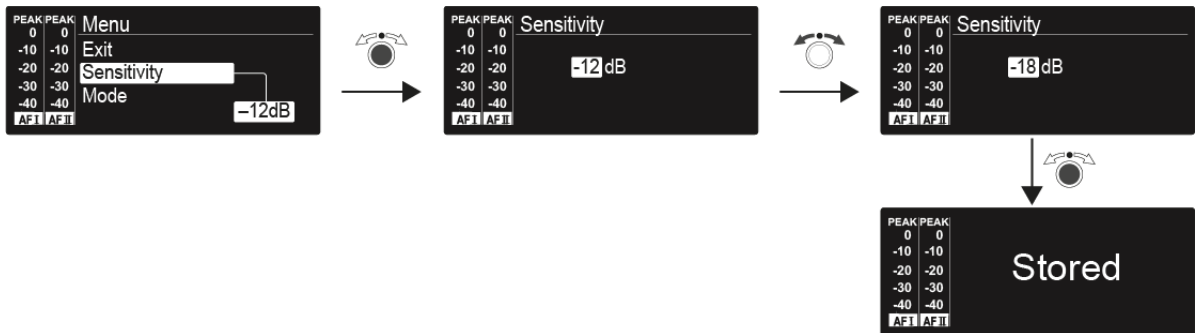 PEAK PEAK
0 0
-10 -10
-20 -20
-30 -30
-40 -40
AF I AF II
Menu
Exit
Sensitivity
Mode
–12dB
PEAK PEAK
0 0
-10 -10
-20 -20
-30 -30
-40 -40
AF I AF II
Sensitivity
-12 dB
PEAK PEAK
0 0
-10 -10
-20 -20
-30 -30
-40 -40
AF I AF II
Sensitivity
-18 dB
PEAK PEAK
0 0
-10 -10
-20 -20
-30 -30
-40 -40
AF I AF II
Stored